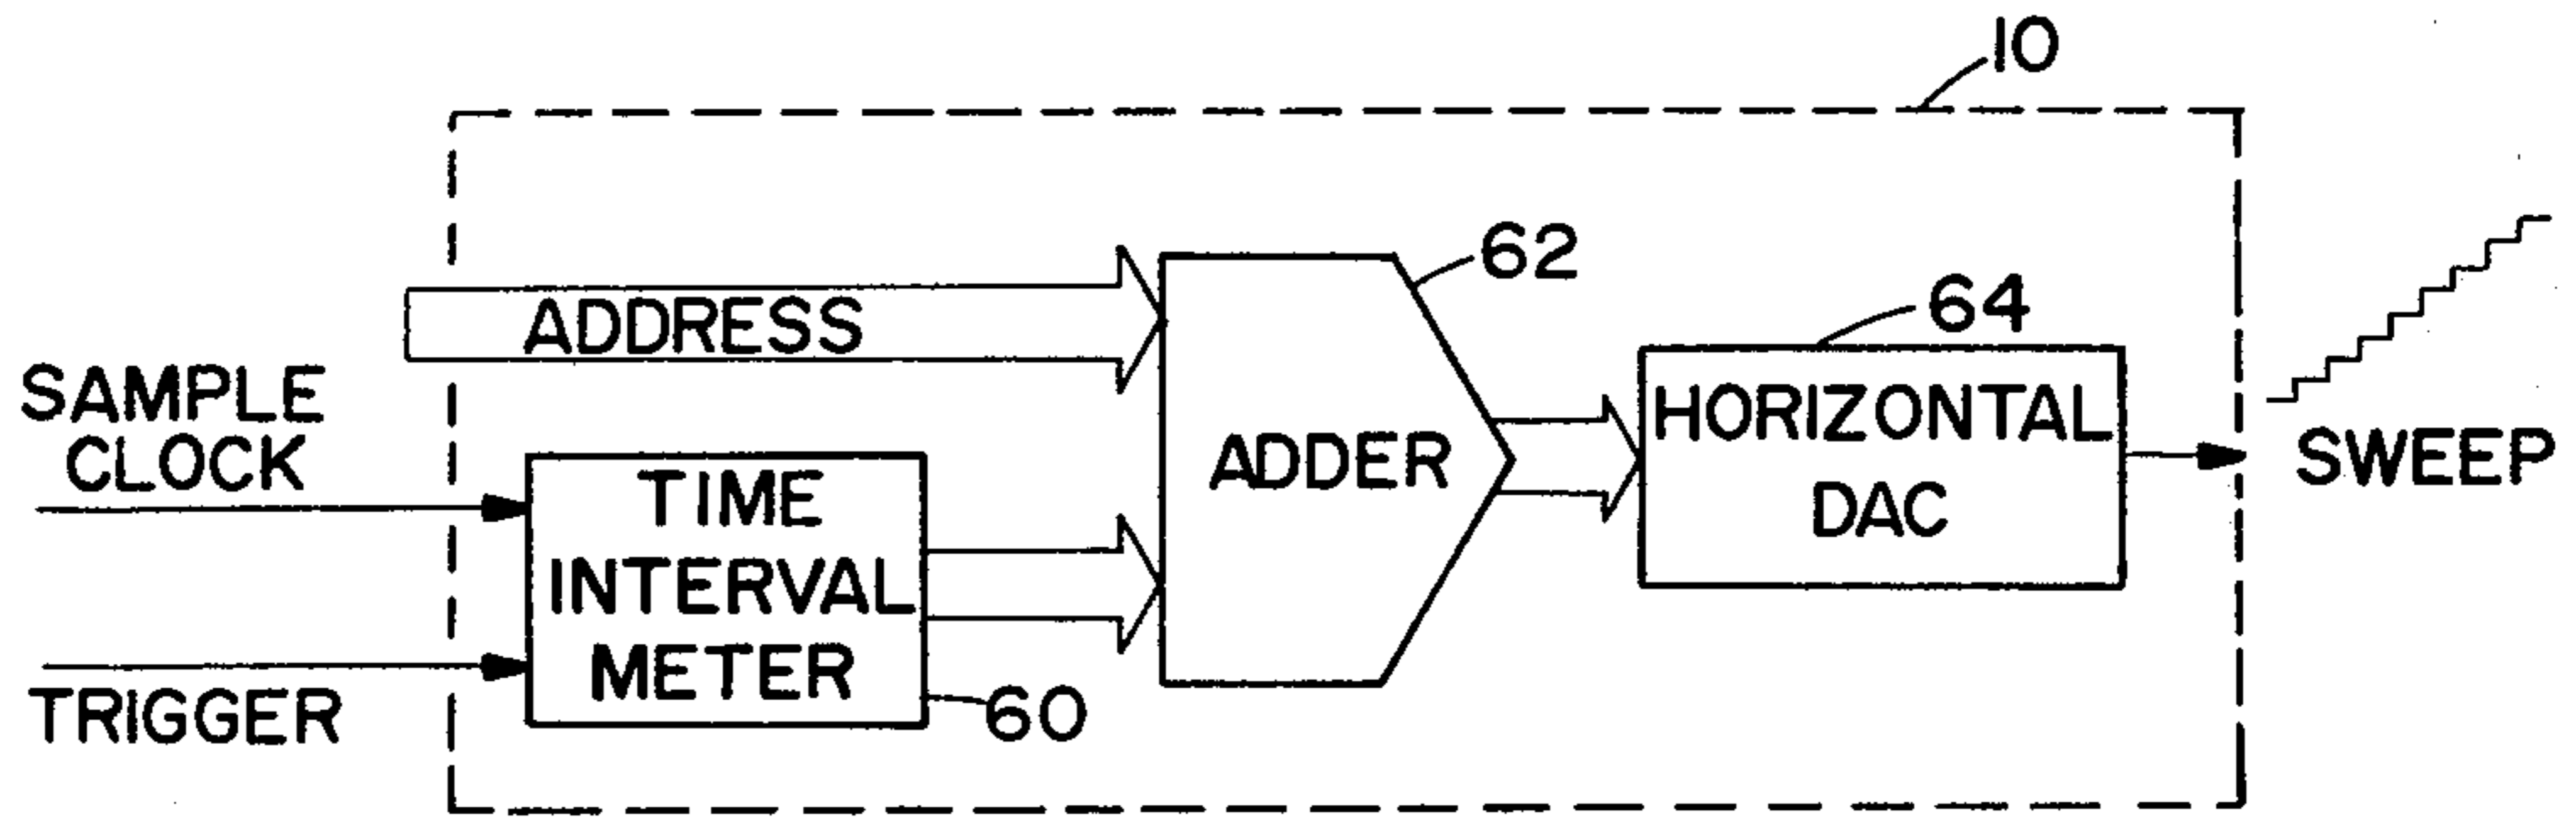 10
62
ADDRESS
64
SAMPLE
CLOCK
HORIZONTAL
DAC
ADDER
SWEEP
TIME
INTERVAL
METER
60
TRIGGER